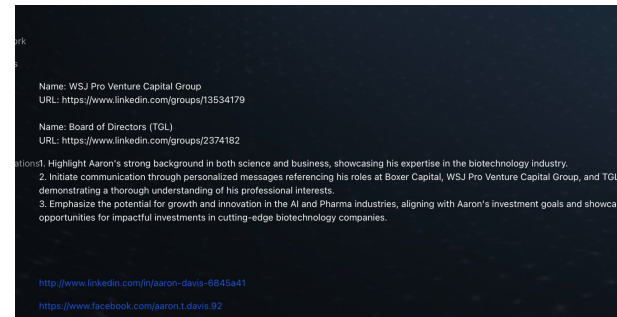 ork
s
Name: WSJ Pro Venture Capital Group
URL: https://www.linkedin.com/groups/13534179
Name: Board of Directors (TGL)
URL: https://www.linkedin.com/groups/2374182
ations1. Highlight Aaron's strong background in both science and business, showcasing his expertise in the biotechnology industry.
2. Initiate communication through personalized messages referencing his roles at Boxer Capital, WSJ Pro Venture Capital Group, and TGL
demonstrating a thorough understanding of his professional interests.
3. Emphasize the potential for growth and innovation in the AI and Pharma industries, aligning with Aaron's investment goals and showca
opportunities for impactful investments in cutting-edge biotechnology companies.
http://www.linkedin.com/in/aaron-davis-6845a41
https://www.facebook.com/aaron.t.davis.92